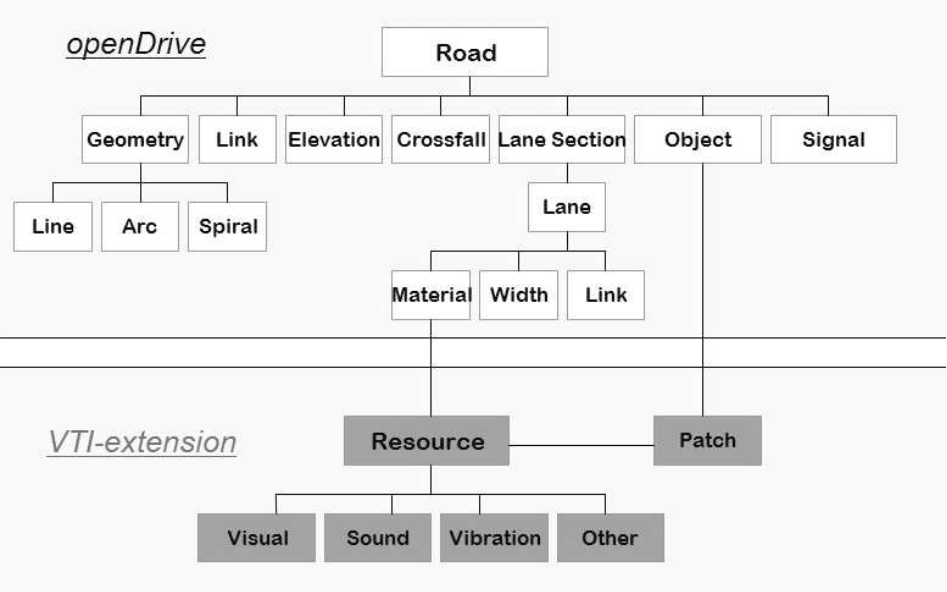 openDrive
Road
Geometry
Link
Elevation
Crossfall
Lane Section
Object
Signal
Line
Arc
Spiral
Lane
Material
Width
Link
VTI-extension
Resource
Patch
Visual
Sound
Vibration
Other